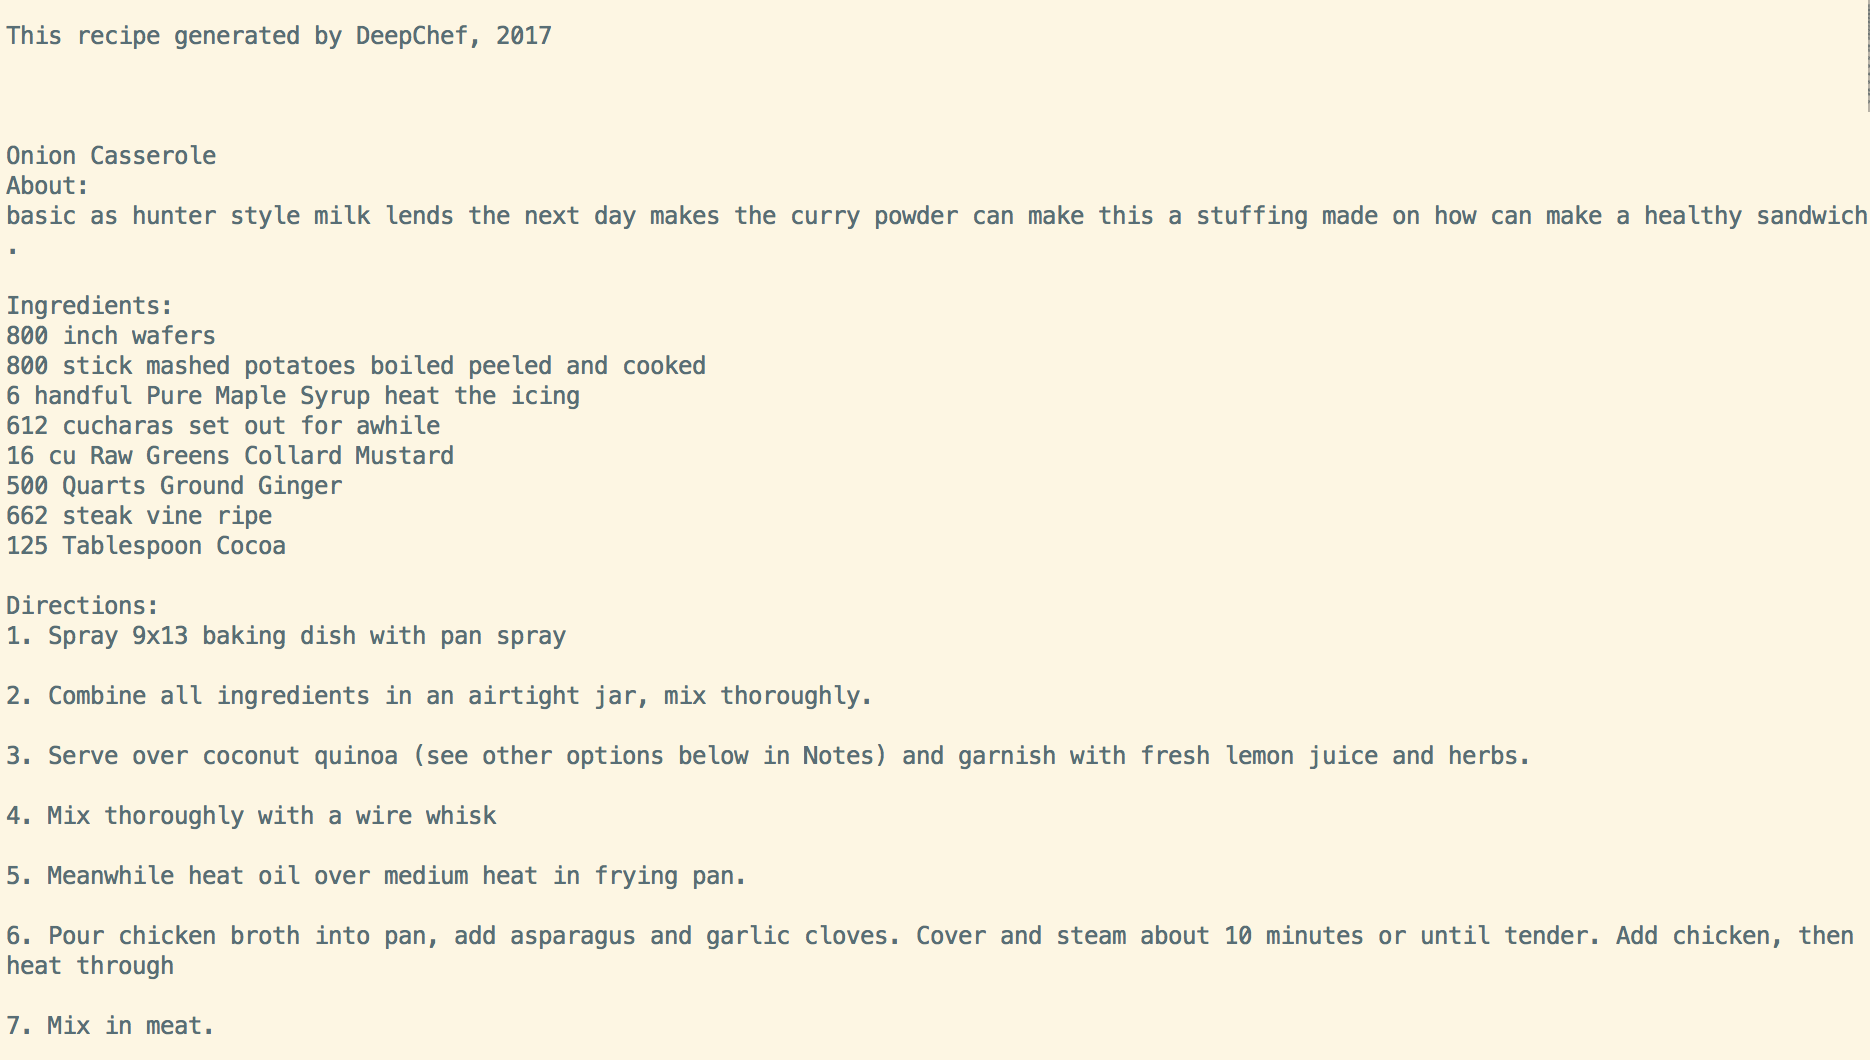 This recipe generated by DeepChef, 2017
Onion Casserole
About:
basic as hunter style milk lends the next day makes the curry powder can make this a stuffing made on how can make a healthy sandwich
.
Ingredients:
800 inch wafers
800 stick mashed potatoes boiled peeled and cooked
6 handful Pure Maple Syrup heat the icing
612 cucharas set out for awhile
16 cu Raw Greens Collard Mustard
500 Quarts Ground Ginger
662 steak vine ripe
125 Tablespoon Cocoa
Directions:
1. Spray 9x13 baking dish with pan spray
2. Combine all ingredients in an airtight jar, mix thoroughly.
3. Serve over coconut quinoa (see other options below in Notes) and garnish with fresh lemon juice and herbs.
4. Mix thoroughly with a wire whisk
5. Meanwhile heat oil over medium heat in frying pan.
6. Pour chicken broth into pan, add asparagus and garlic cloves. Cover and steam about 10 minutes or until tender. Add chicken, then
heat through
7. Mix in meat.